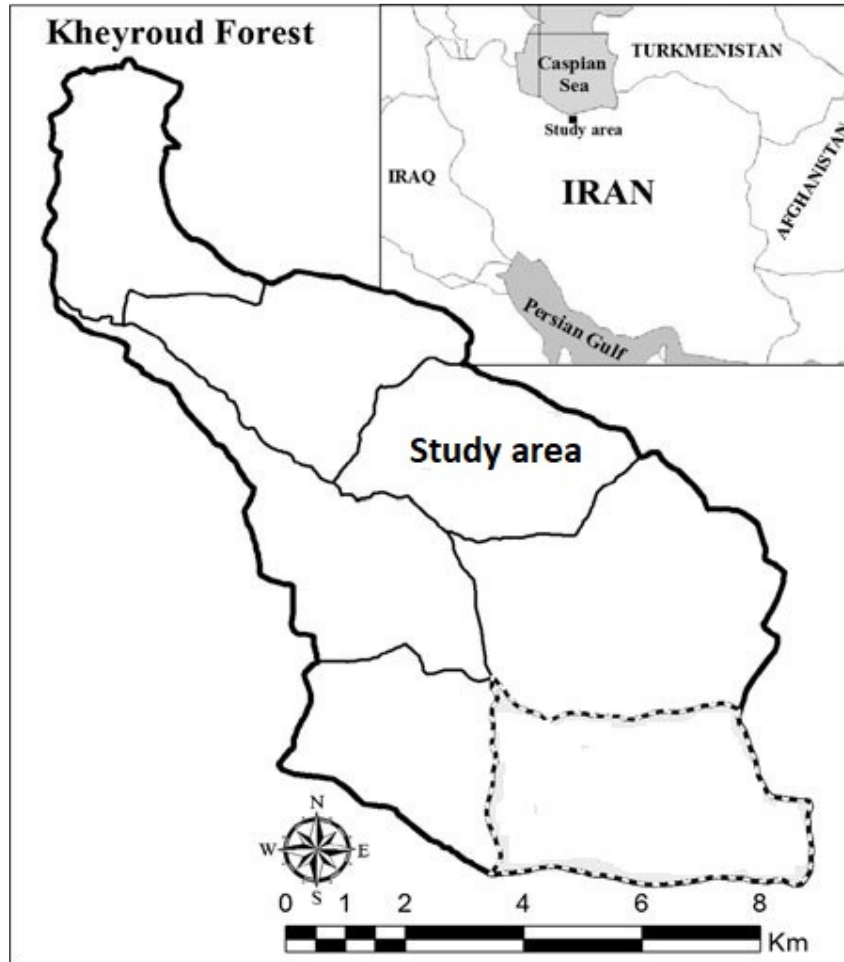 Kheyroud Forest
TURKMENISTAN
Caspian
Sea
Study area
IRAQ
IRAN
AFGHANISTAN
Persian Gulf
Study area
N
W E
S
0 1 2 4 6 8
Km